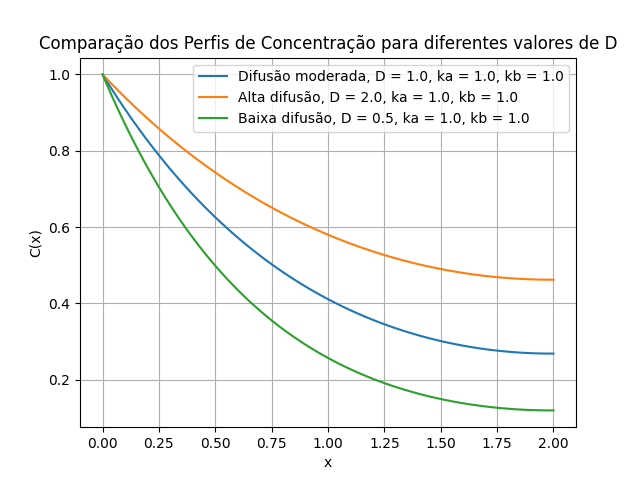 Comparação dos Perfis de Concentração para diferentes valores de D
Difusão moderada, D = 1.0, ka = 1.0, kb = 1.0
Alta difusão, D = 2.0, ka = 1.0, kb = 1.0
Baixa difusão, D = 0.5, ka = 1.0, kb = 1.0
1.0
0.8
0.6
0.4
0.2
C(x)
0.00 0.25 0.50 0.75 1.00 1.25 1.50 1.75 2.00
x